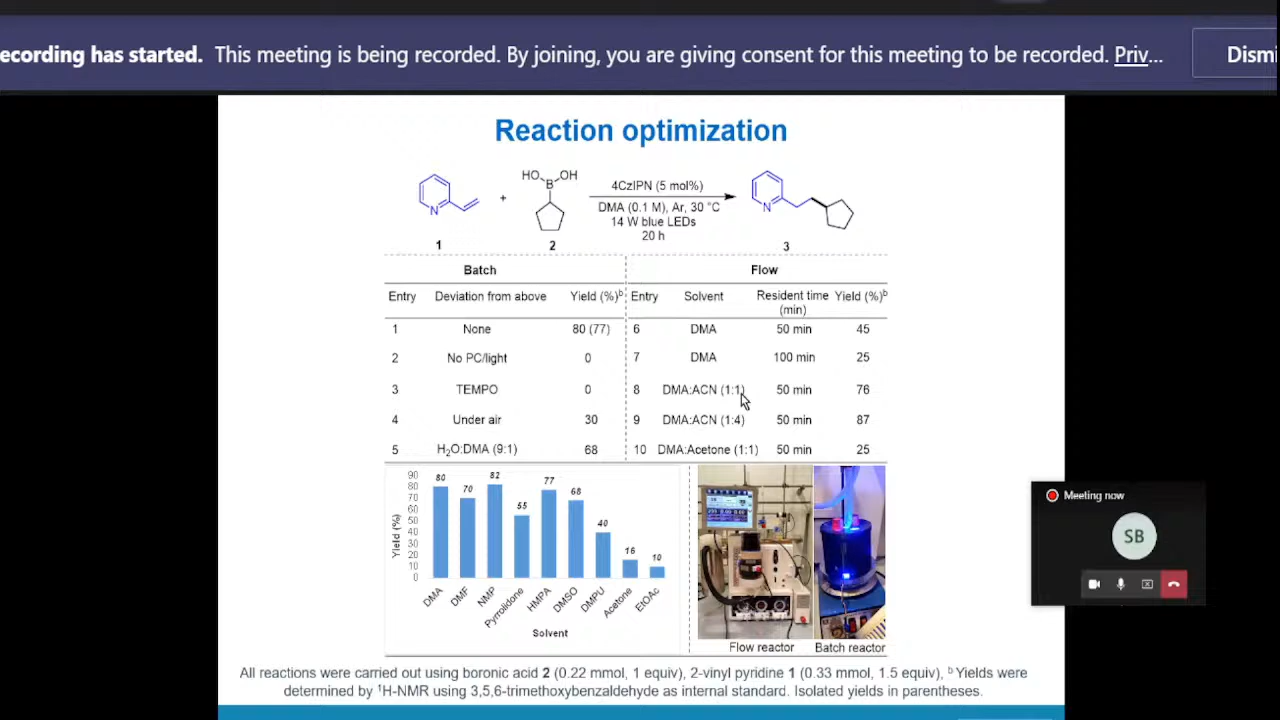 ecording has started. This meeting is being recorded. By joining, you are giving consent for this meeting to be recorded. Priv... Dismi
Reaction optimization
HO B OH
N
+
4CzIPN (5 mol%)
DMA (0.1 M), Ar, 30 °C
14 W blue LEDs
20 h
N
1 2 3
Batch Flow
Entry Deviation from above Yield (%)b Entry Solvent Resident time (min) Yield (%)b
1 None 80 (77) 6 DMA 50 min 45
2 No PC/light 0 7 DMA 100 min 25
3 TEMPO 0 8 DMA:ACN (1:1) 50 min 76
4 Under air 30 9 DMA:ACN (1:4) 50 min 87
5 H2O:DMA (9:1) 68 10 DMA:Acetone (1:1) 50 min 25
Yield (%)
90
80
70
60
50
40
30
20
10
0
80 70 82 55 77 68 40 16 10
DMA DMF NMP Pyrrolidone HMPA DMSO DMPU Acetone EtOAc
Solvent
Flow reactor Batch reactor
Meeting now
SB
All reactions were carried out using boronic acid 2 (0.22 mmol, 1 equiv), 2-vinyl pyridine 1 (0.33 mmol, 1.5 equiv), b Yields were
determined by 1H-NMR using 3,5,6-trimethoxybenzaldehyde as internal standard. Isolated yields in parentheses.